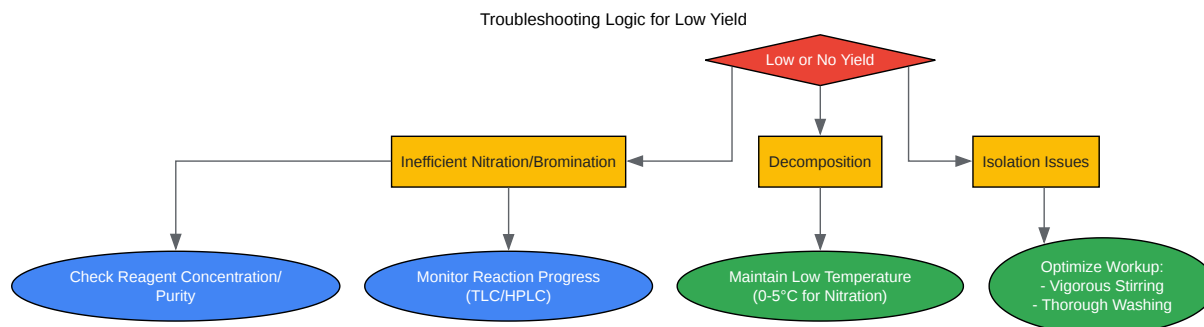 Troubleshooting Logic for Low Yield
Low or No Yield
Inefficient Nitration/Bromination
Decomposition
Isolation Issues
Check Reagent Concentration/
Purity
Monitor Reaction Progress
(TLC/HPLC)
Maintain Low Temperature
(0-5°C for Nitration)
Optimize Workup:
- Vigorous Stirring
- Thorough Washing